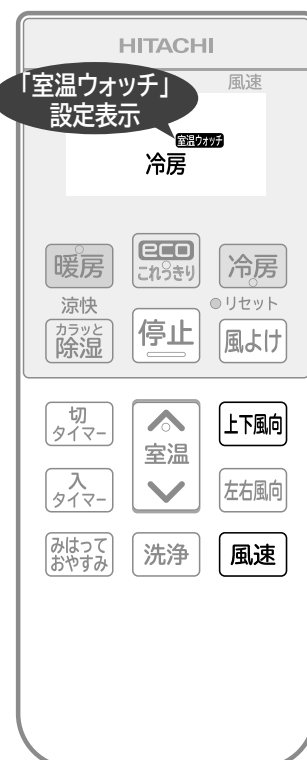 HITACHI
風速
「室温ウォッチ」
設定表示
室温ウォッチ
冷房
暖房
eco
これっきり
冷房
涼快
リセット
カラッと
除湿
停止
風よけ
切
タイマー
室温
上下風向
入
タイマー
左右風向
みはって
おやすみ
洗浄
風速